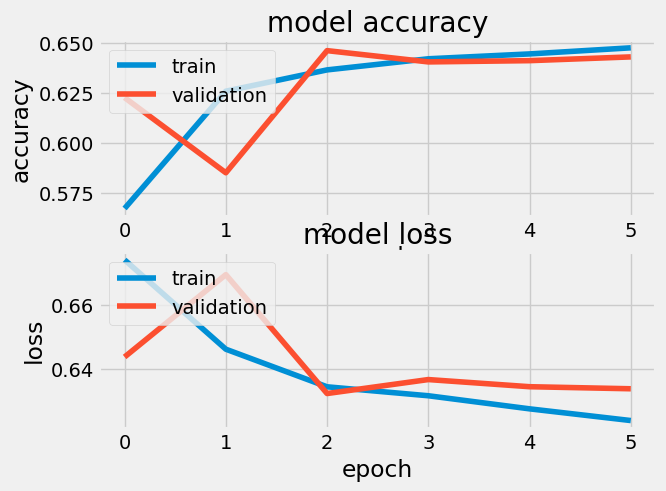 model accuracy
0.650
0.625
0.600
0.575
accuracy
train
validation
0 1 2 3 4 5
model loss
0.66
0.64
loss
train
validation
0 1 2 3 4 5
epoch